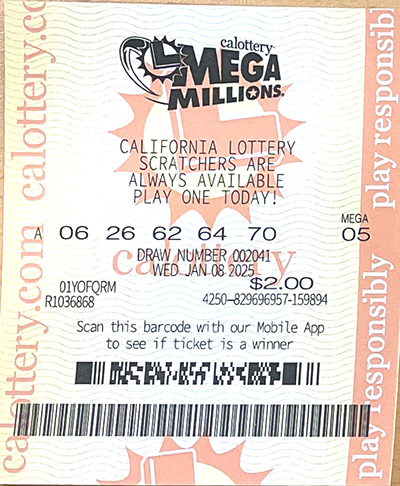 calottery
MEGA
MILLIONS.
CALIFORNIA LOTTERY
SCRATCHERS ARE
ALWAYS AVAILABLE
PLAY ONE TODAY!
MEGA
A 06 26 62 64 70 05
DRAW NUMBER 002041
WED JAN 08 2025
01YOFQRM $2.00
R1036868 4250-829696957-159894
Scan this barcode with our Mobile App
to see if ticket is a winner
calottery
calottery.co
calottery.com
play responsib
play responsibly